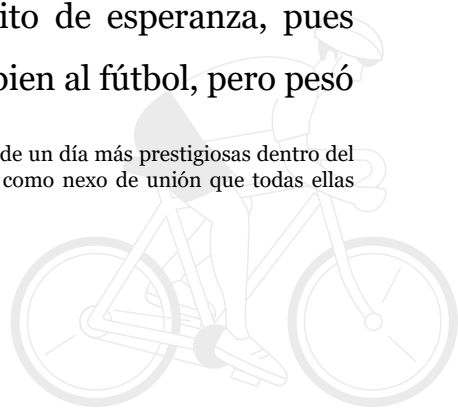 ito de esperanza, pues
bien al fútbol, pero pesó
de un día más prestigiosas dentro del
como nexo de unión que todas ellas